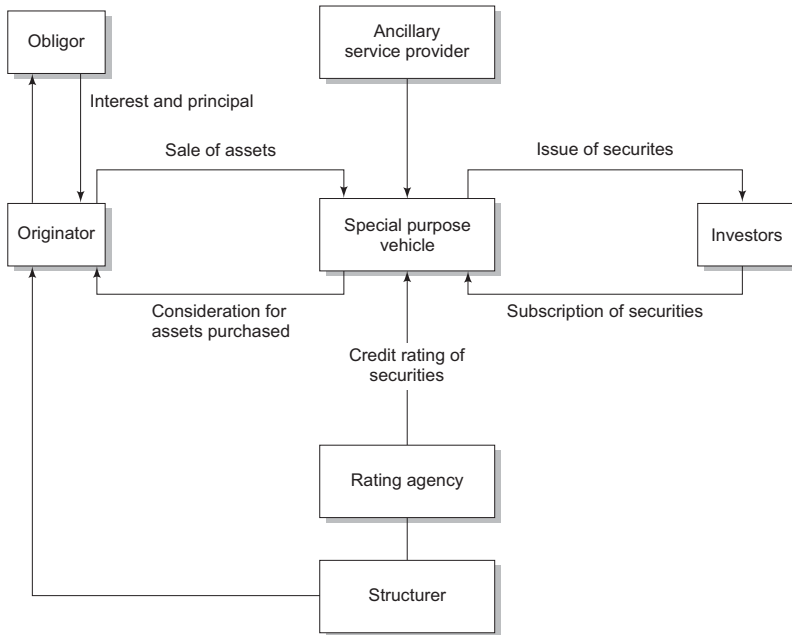 Obligor
Ancillary
service provider
Interest and principal
Sale of assets
Issue of securites
Originator
Special purpose
vehicle
Investors
Consideration for
assets purchased
Subscription of securities
Credit rating of
securities
Rating agency
Structurer